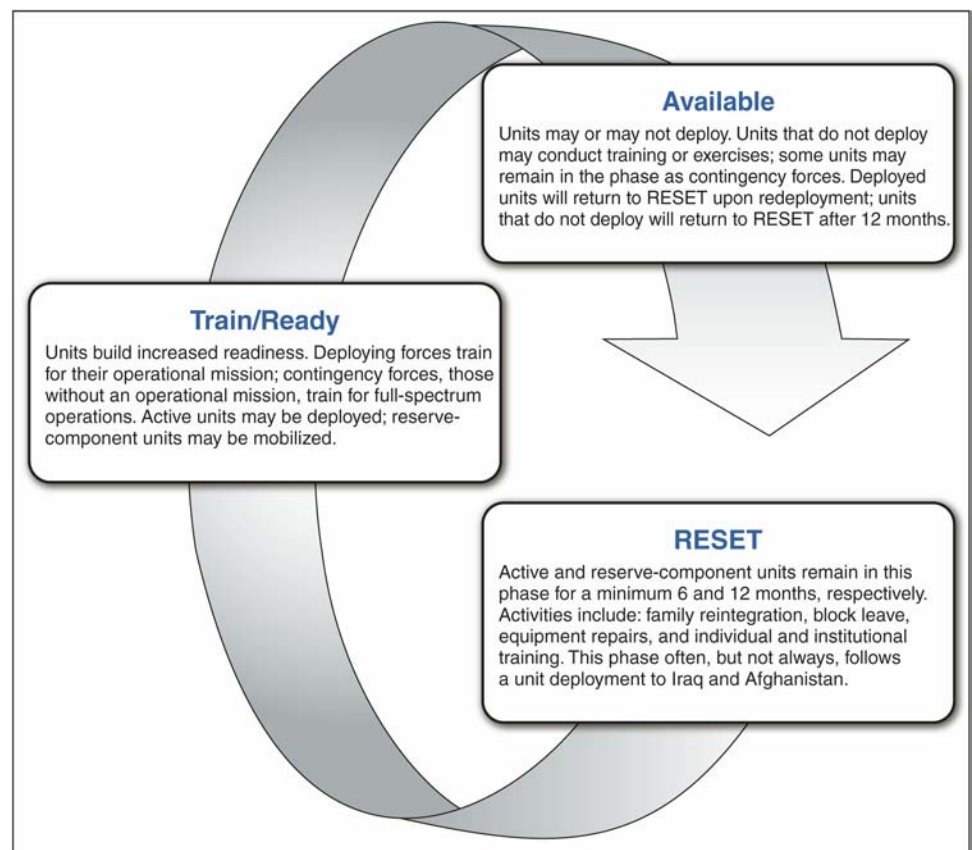 Available
Units may or may not deploy. Units that do not deploy
may conduct training or exercises; some units may
remain in the phase as contingency forces. Deployed
units will return to RESET upon redeployment; units
that do not deploy will return to RESET after 12 months.
Train/Ready
Units build increased readiness. Deploying forces train
for their operational mission; contingency forces, those
without an operational mission, train for full-spectrum
operations. Active units may be deployed; reserve-
component units may be mobilized.
RESET
Active and reserve-component units remain in this
phase for a minimum 6 and 12 months, respectively.
Activities include: family reintegration, block leave,
equipment repairs, and individual and institutional
training. This phase often, but not always, follows
a unit deployment to Iraq and Afghanistan.